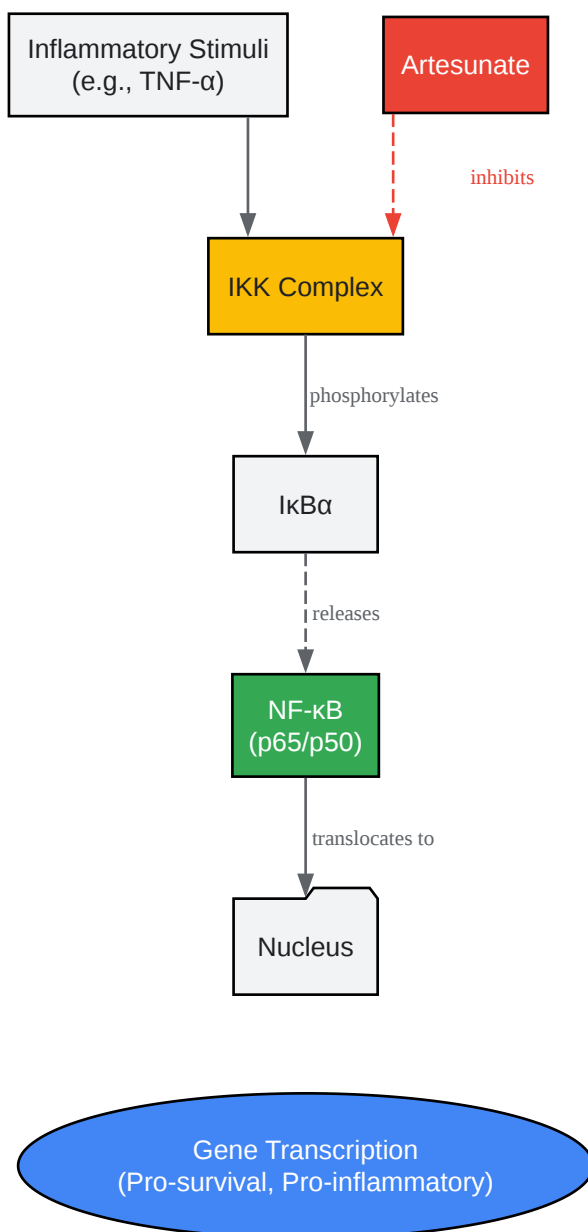 Inflammatory Stimuli
(e.g., TNF-α)
Artesunate
inhibits
IKK Complex
phosphorylates
IκBα
releases
NF-κB
(p65/p50)
translocates to
Nucleus
Gene Transcription
(Pro-survival, Pro-inflammatory)